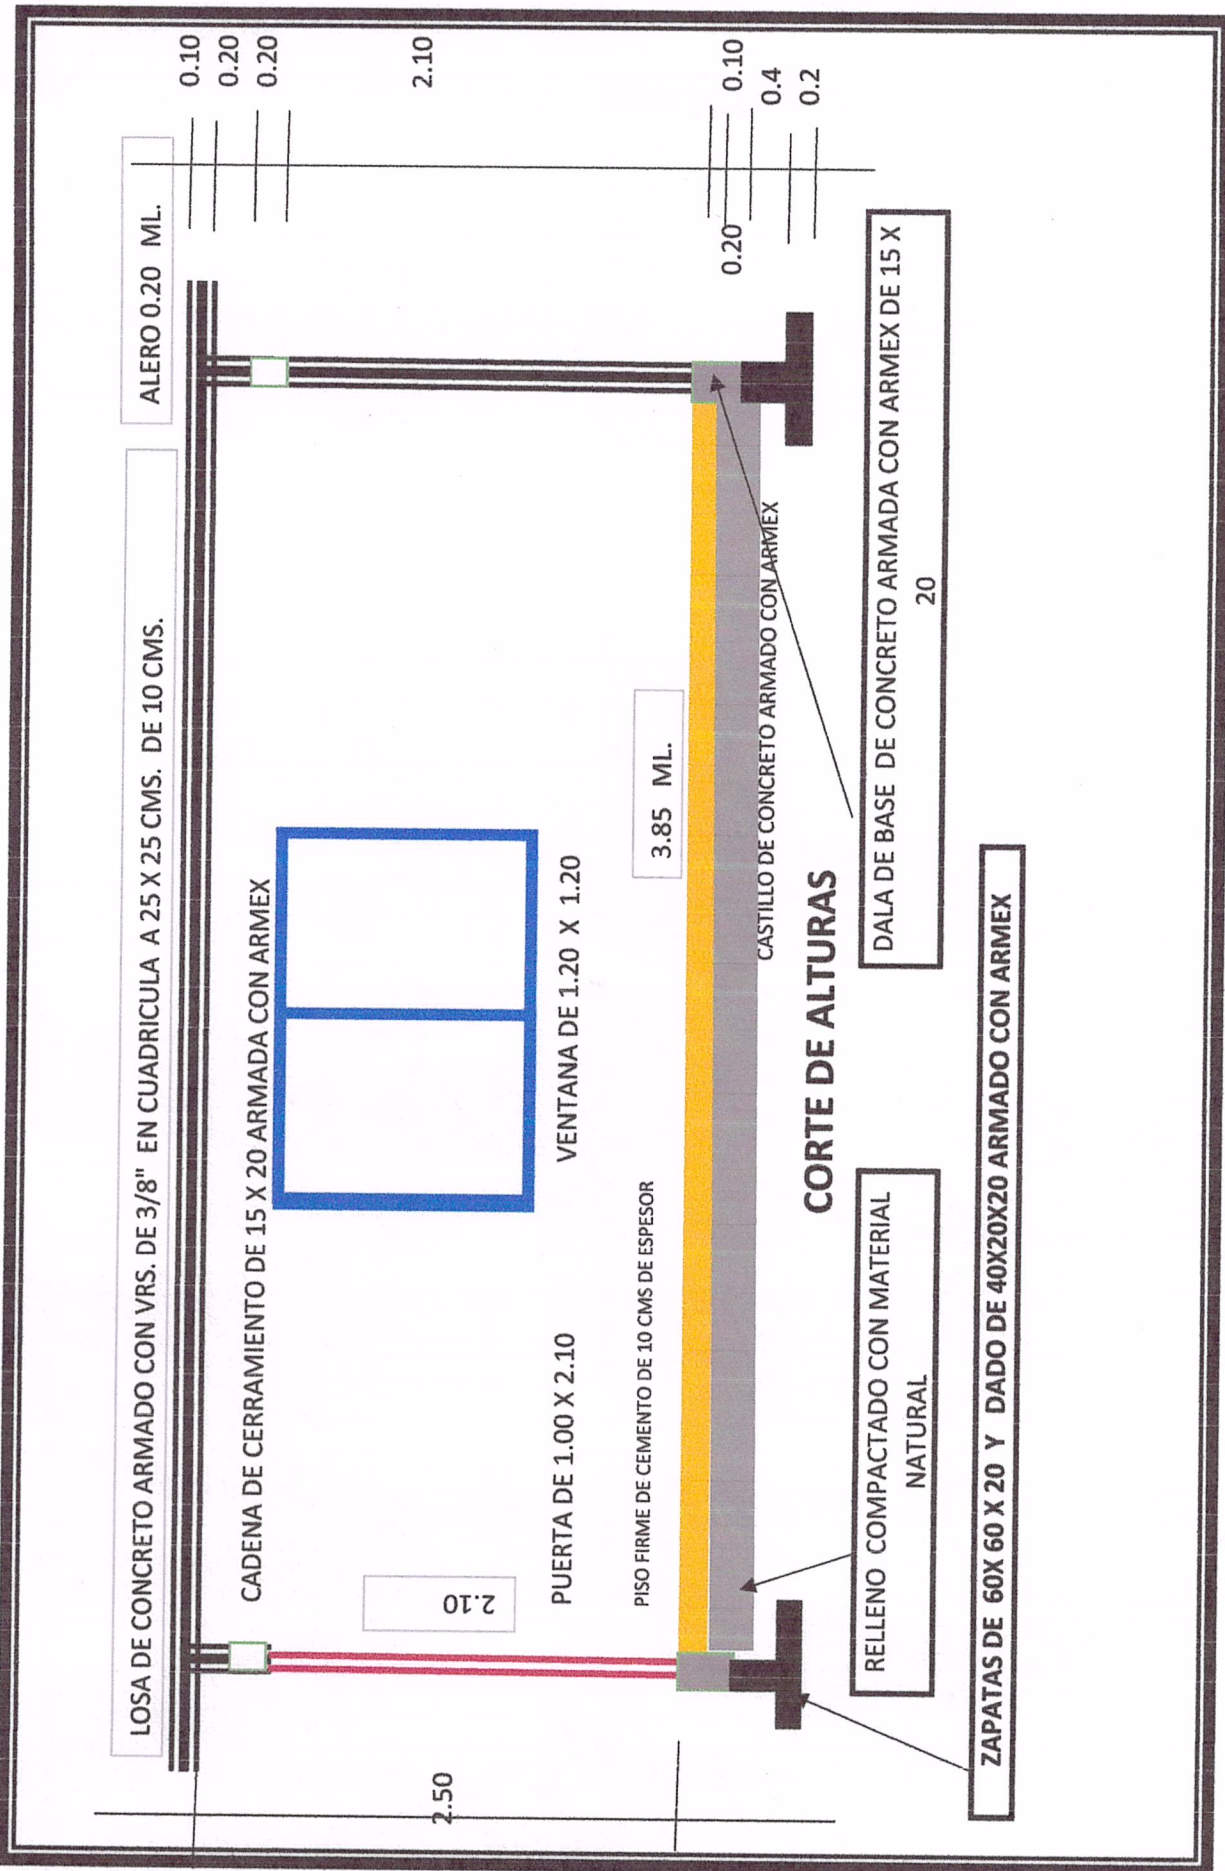 LOSA DE CONCRETO ARMADO CON VRS. DE 3/8" EN CUADRICULA A 25 X 25 CMS. DE 10 CMS.
ALERO 0.20 ML.
0.10
0.20
0.20
CADENA DE CERRAMIENTO DE 15 X 20 ARMADA CON ARMEX
2.10
2.50
2.10
PUERTA DE 1.00 X 2.10
VENTANA DE 1.20 X 1.20
PISO FIRME DE CEMENTO DE 10 CMS DE ESPESOR
3.85 ML.
0.20
0.10
0.4
0.2
CASTILLO DE CONCRETO ARMADO CON ARMEX
CORTE DE ALTURAS
RELLENO COMPACTADO CON MATERIAL
NATURAL
DALA DE BASE DE CONCRETO ARMADA CON ARMEX DE 15 X
20
ZAPATAS DE 60X 60 X 20 Y DADO DE 40X20X20 ARMADO CON ARMEX